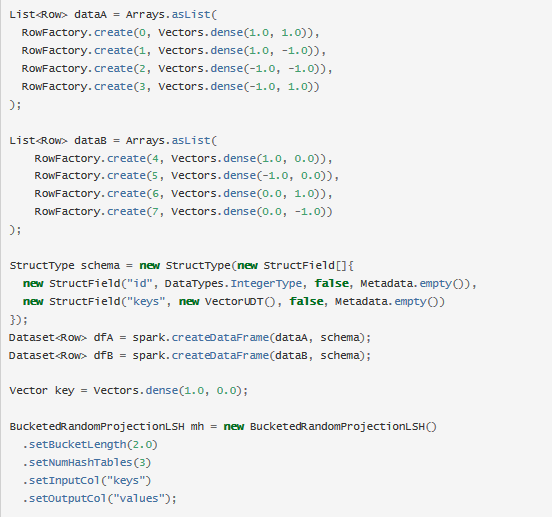 List<Row> dataA = Arrays.asList(
  RowFactory.create(0, Vectors.dense(1.0, 1.0)),
  RowFactory.create(1, Vectors.dense(1.0, -1.0)),
  RowFactory.create(2, Vectors.dense(-1.0, -1.0)),
  RowFactory.create(3, Vectors.dense(-1.0, 1.0))
);

List<Row> dataB = Arrays.asList(
    RowFactory.create(4, Vectors.dense(1.0, 0.0)),
    RowFactory.create(5, Vectors.dense(-1.0, 0.0)),
    RowFactory.create(6, Vectors.dense(0.0, 1.0)),
    RowFactory.create(7, Vectors.dense(0.0, -1.0))
);

StructType schema = new StructType(new StructField[]{
  new StructField("id", DataTypes.IntegerType, false, Metadata.empty()),
  new StructField("keys", new VectorUDT(), false, Metadata.empty())
});
Dataset<Row> dfA = spark.createDataFrame(dataA, schema);
Dataset<Row> dfB = spark.createDataFrame(dataB, schema);

Vector key = Vectors.dense(1.0, 0.0);

BucketedRandomProjectionLSH mh = new BucketedRandomProjectionLSH()
  .setBucketLength(2.0)
  .setNumHashTables(3)
  .setInputCol("keys")
  .setOutputCol("values");